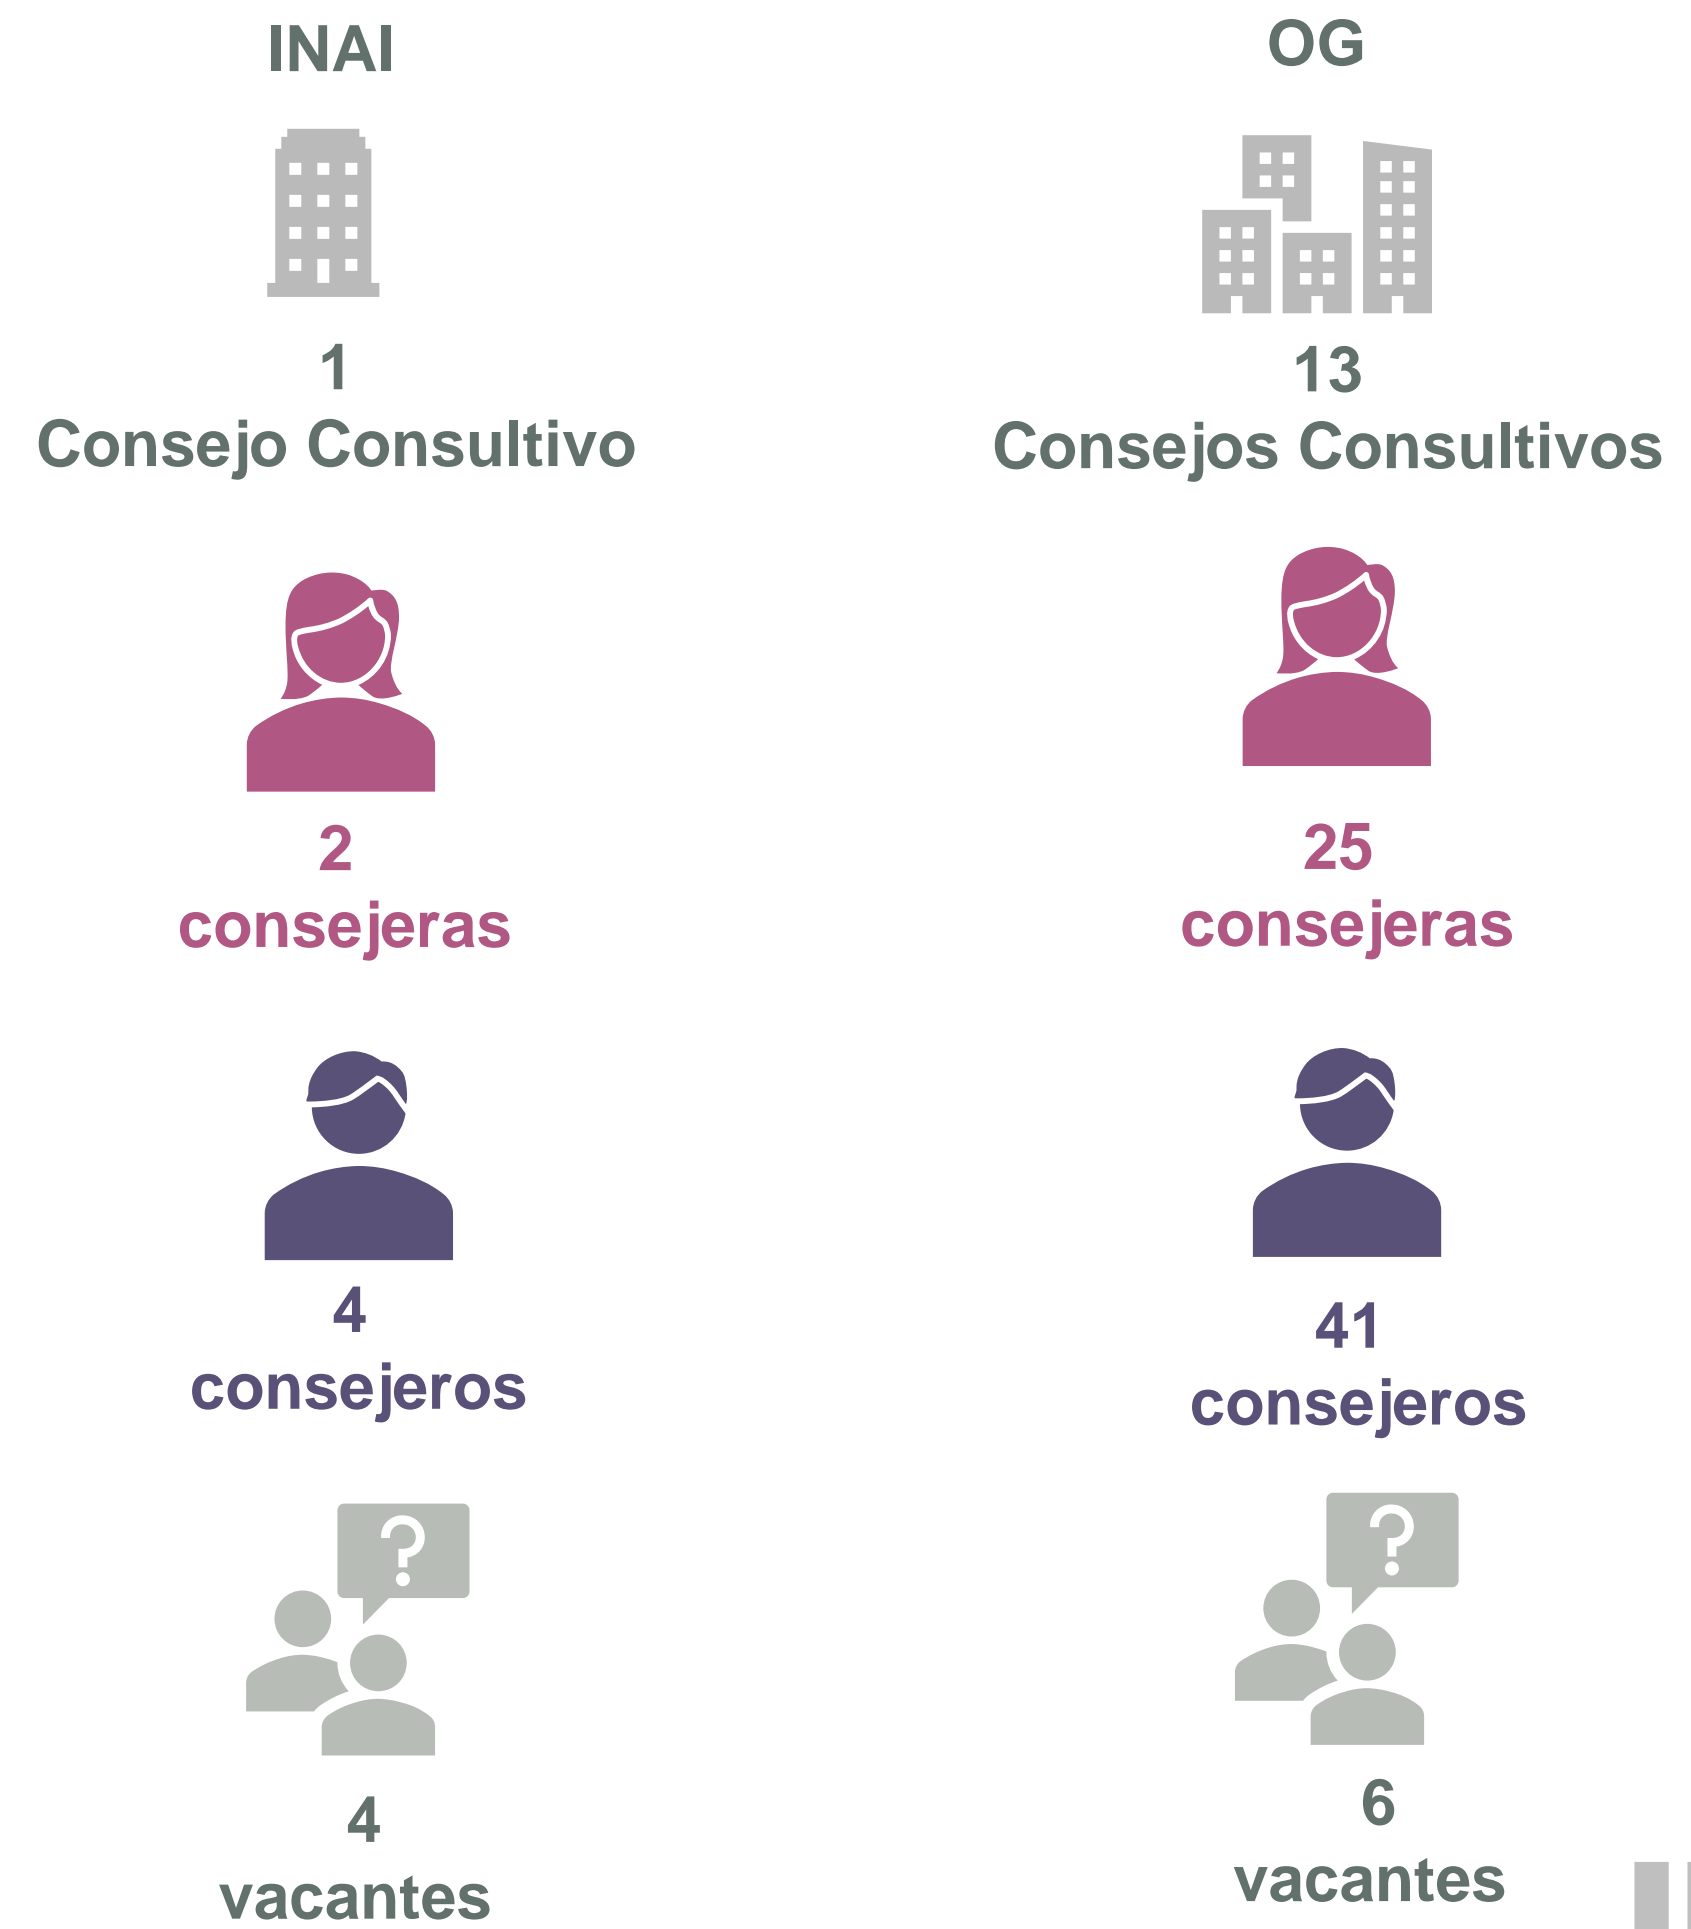 INAI
1
Consejo Consultivo
2
consejeras
4
consejeros
?
4
vacantes
OG
13
Consejos Consultivos
25
consejeras
41
consejeros
?
6
vacantes